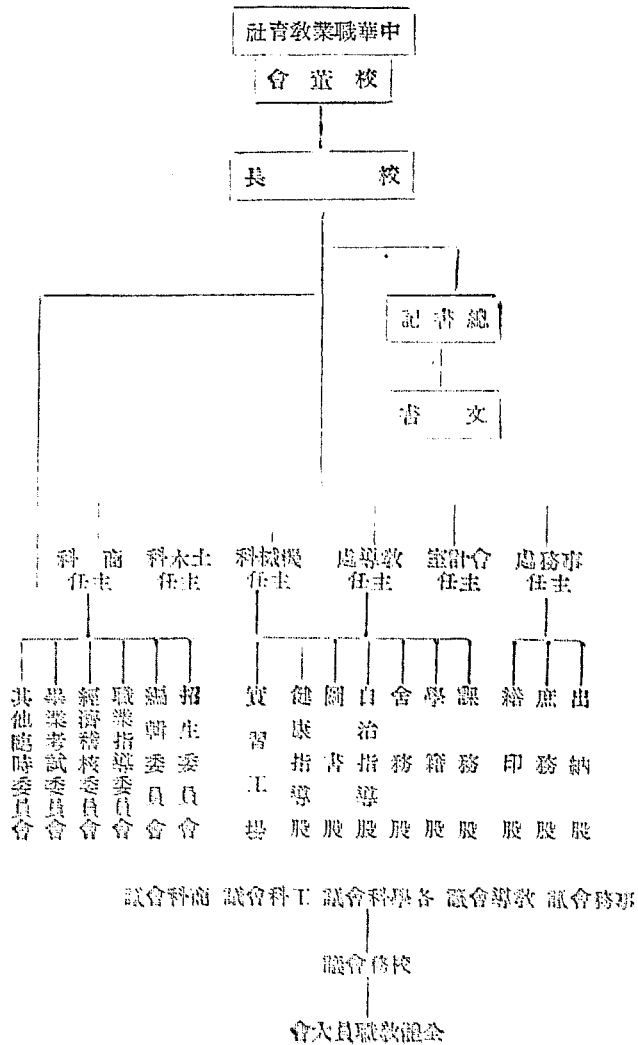 中華職業敎育社
校董會
校長
總書記
文書
事務處主任
會計室主任
敎導處主任
機械科主任
土木科主任
商科主任
出納股
庶務股
繕印股
課務股
學籍股
舍務股
自治指導股
圖書股
健康指導股
實習工場
招生委員會
編輯委員會
職業指導委員會
經濟稽核委員會
畢業考試委員會
其他臨時委員會
事務會議 敎導會議 各學科會議 工科會議 商科會議
校務會議
全體敎職員大會